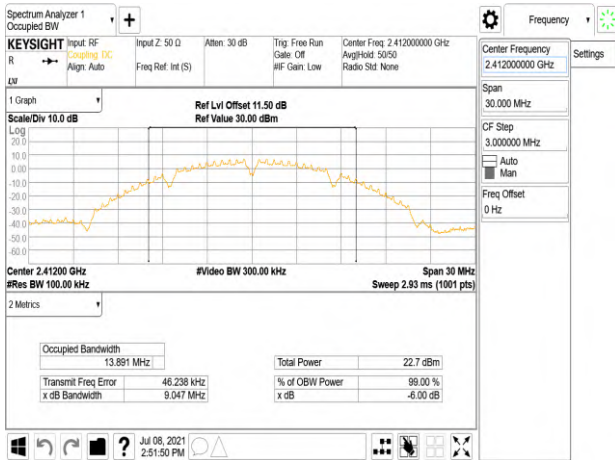 Spectrum Analyzer 1
Occupied BW
+
Frequency
KEYSIGHT
R
Input: RF
Coupling: DC
Align: Auto
Input Z: 50 Ω
Freq Ref: Int (S)
Atten: 30 dB
Trig: Free Run
Gate: Off
#IF Gain: Low
Center Freq: 2.412000000 GHz
Avg|Hold: 50/50
Radio Std: None
Center Frequency
2.412000000 GHz
Settings
Span
30.000 MHz
CF Step
3.000000 MHz
Auto
Man
Freq Offset
0 Hz
1 Graph
Scale/Div 10.0 dB
Ref Lvl Offset 11.50 dB
Ref Value 30.00 dBm
Log
20.0
10.0
0.00
-10.0
-20.0
-30.0
-40.0
-50.0
-60.0
Center 2.41200 GHz
#Video BW 300.00 kHz
Span 30 MHz
#Res BW 100.00 kHz
Sweep 2.93 ms (1001 pts)
2 Metrics
Occupied Bandwidth
13.891 MHz
Total Power 22.7 dBm
Transmit Freq Error 46.238 kHz
% of OBW Power 99.00 %
x dB Bandwidth 9.047 MHz
x dB -6.00 dB
?
Jul 08, 2021
2:51:50 PM